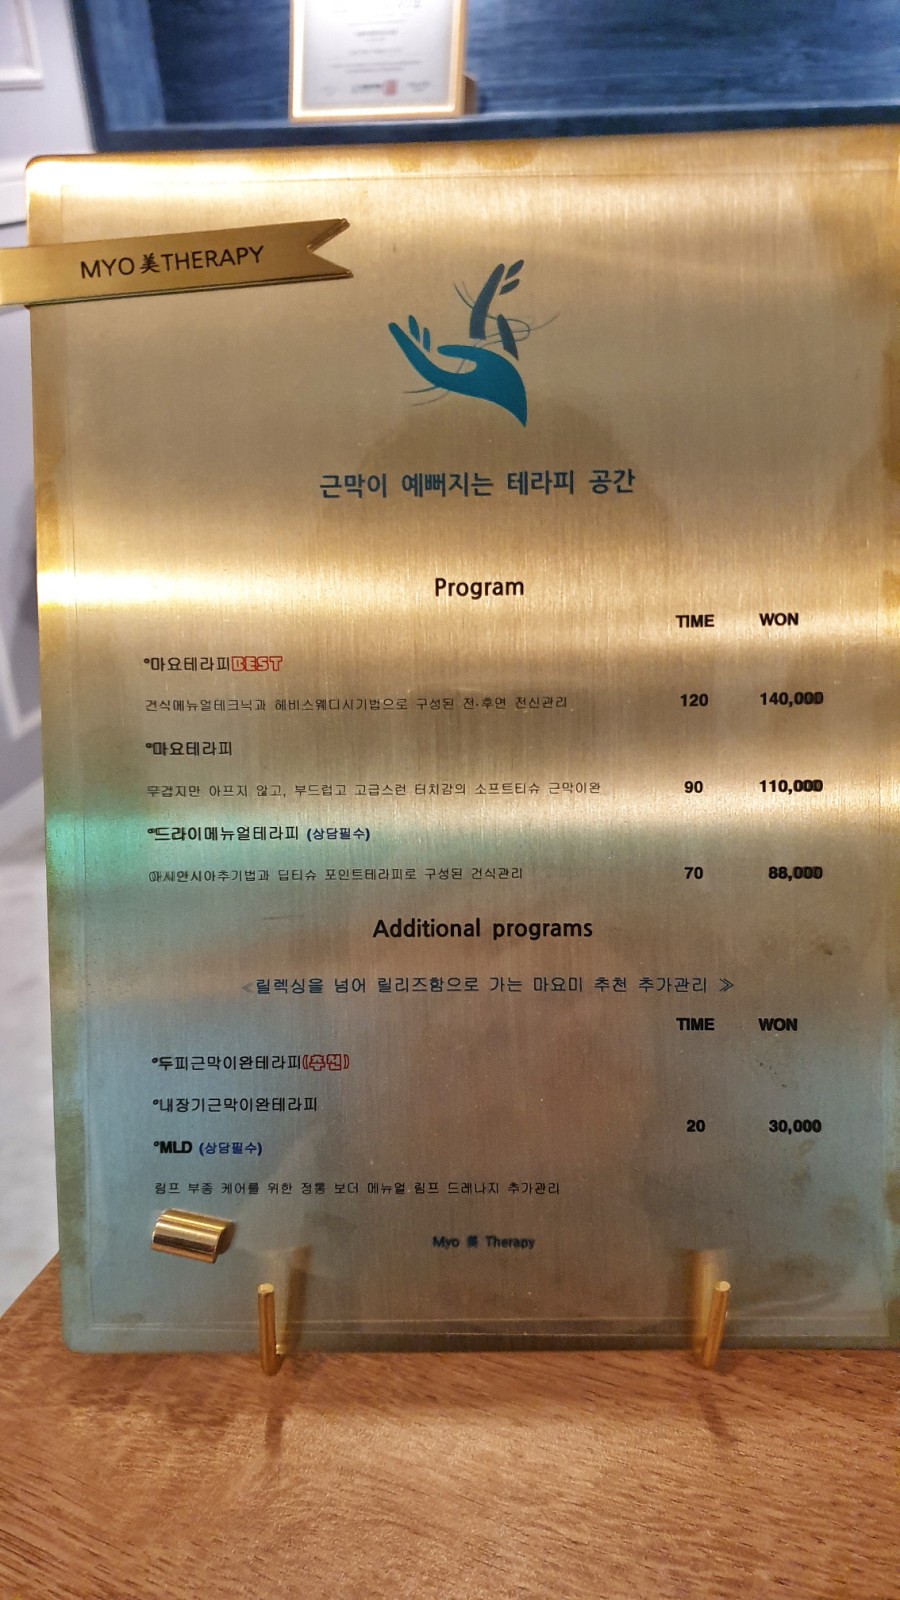 MYO美THERAPY
근막이 예뻐지는 테라피 공간
Program
TIME WON
°마요테라피BEST
건식메뉴얼테크닉과 헤비스웨디시기법으로 구성된 전·후면 전신관리 120 140,000
°마요테라피
무겁지만 아프지 않고, 부드럽고 고급스런 터치감의 소프트티슈 근막이완 90 110,000
°드라이메뉴얼테라피 (상담필수)
아시안시아추기법과 딥티슈 포인트테라피로 구성된 건식관리 70 88,000
Additional programs
≪릴렉싱을 넘어 릴리즈함으로 가는 마요미 추천 추가관리 ≫
TIME WON
°두피근막이완테라피(추천)
°내장기근막이완테라피
20 30,000
°MLD (상담필수)
림프 부종 케어를 위한 정통 보더 메뉴얼 림프 드레나지 추가관리
Myo 美 Therapy